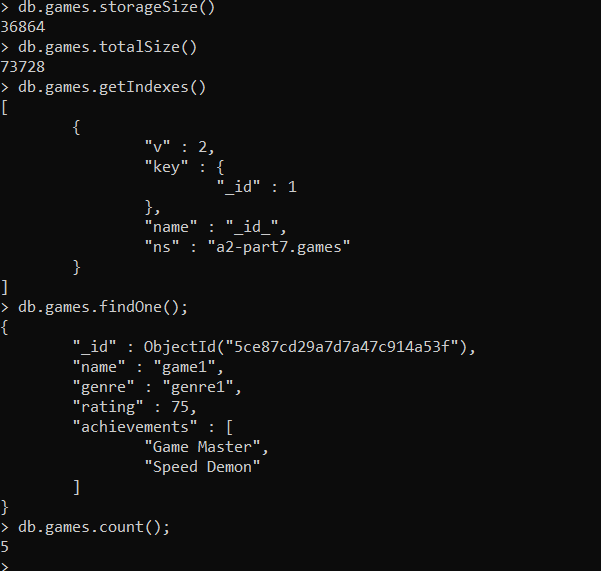 > db.games.storageSize()
36864
> db.games.totalSize()
73728
> db.games.getIndexes()
[
        {
                "v" : 2,
                "key" : {
                        "_id" : 1
                },
                "name" : "_id_",
                "ns" : "a2-part7.games"
        }
]
> db.games.findOne();
{
        "_id" : ObjectId("5ce87cd29a7d7a47c914a53f"),
        "name" : "game1",
        "genre" : "genre1",
        "rating" : 75,
        "achievements" : [
                "Game Master",
                "Speed Demon"
        ]
}
> db.games.count();
5
>